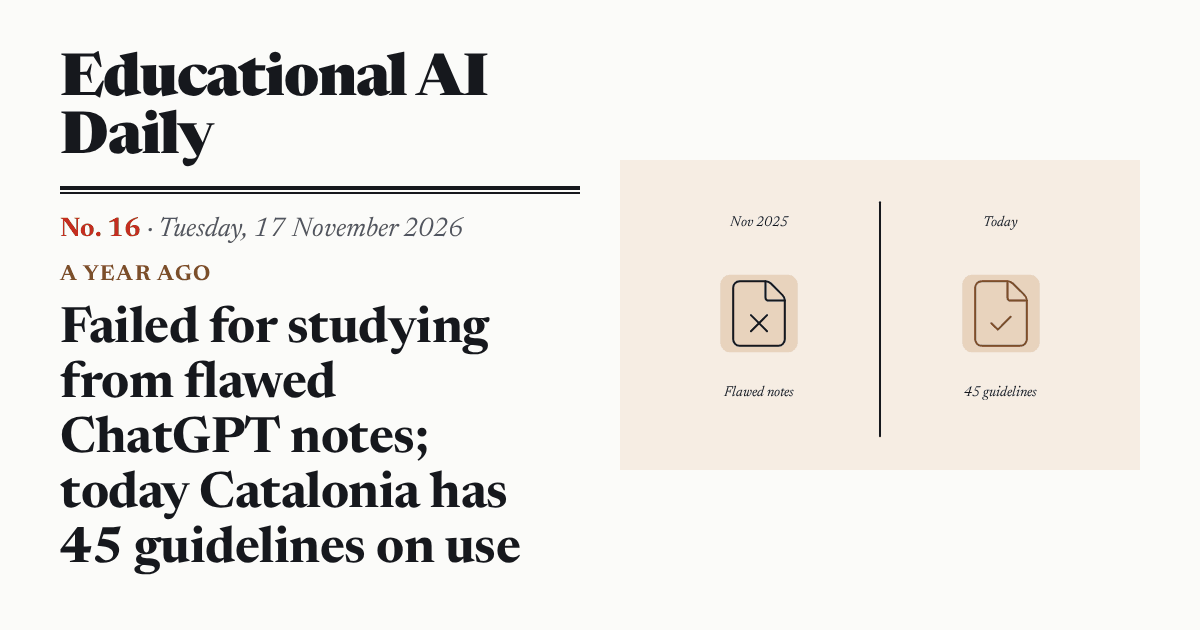 Educational AI
Daily
No. 16 · Tuesday, 17 November 2026
A YEAR AGO
Failed for studying
from flawed
ChatGPT notes;
today Catalonia has
45 guidelines on use
Nov 2025
Flawed notes
Today
45 guidelines